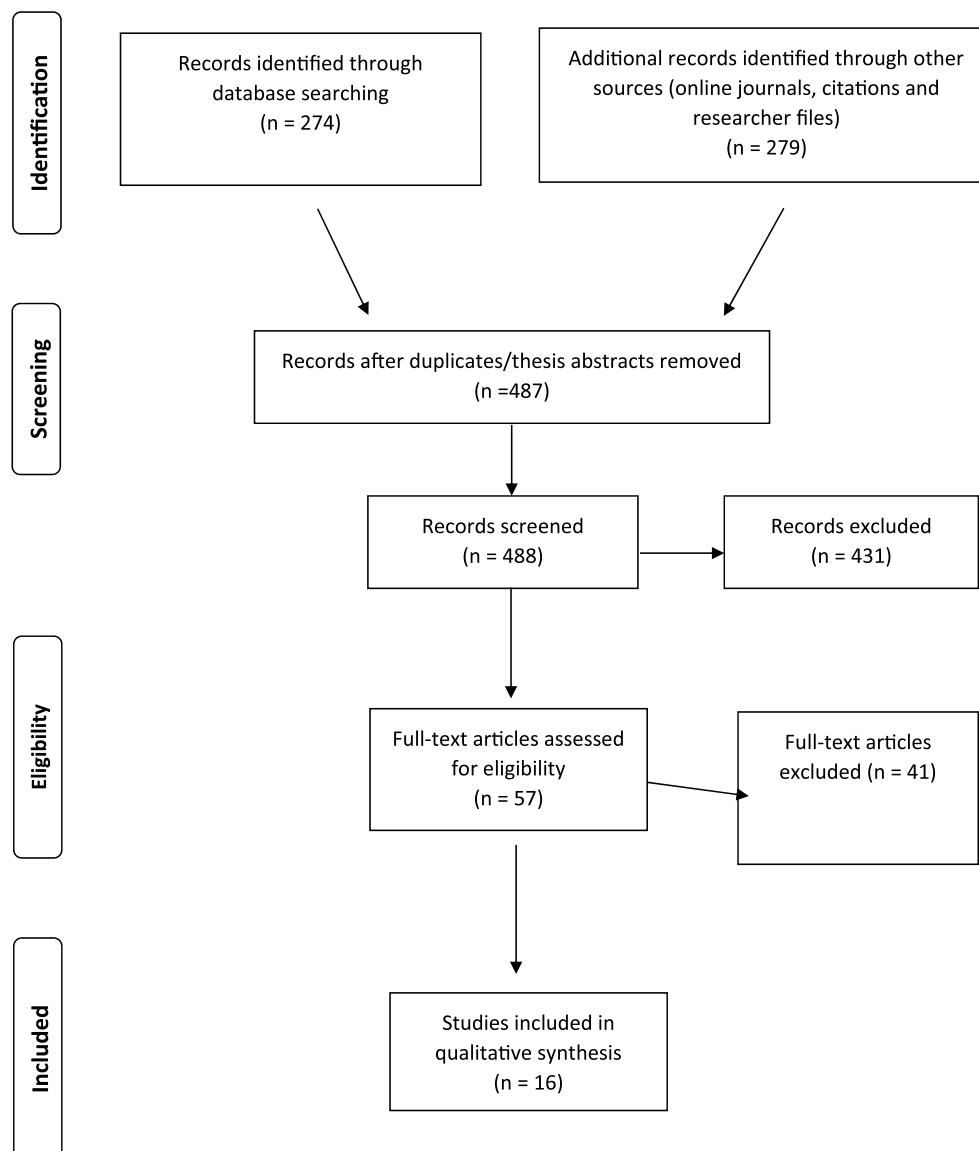 Identification
Records identified through
database searching
(n = 274)
Additional records identified through other
sources (online journals, citations and
researcher files)
(n = 279)
Screening
Records after duplicates/thesis abstracts removed
(n =487)
Records screened
(n = 488)
Records excluded
(n = 431)
Eligibility
Full-text articles assessed
for eligibility
(n = 57)
Full-text articles
excluded (n = 41)
Included
Studies included in
qualitative synthesis
(n = 16)